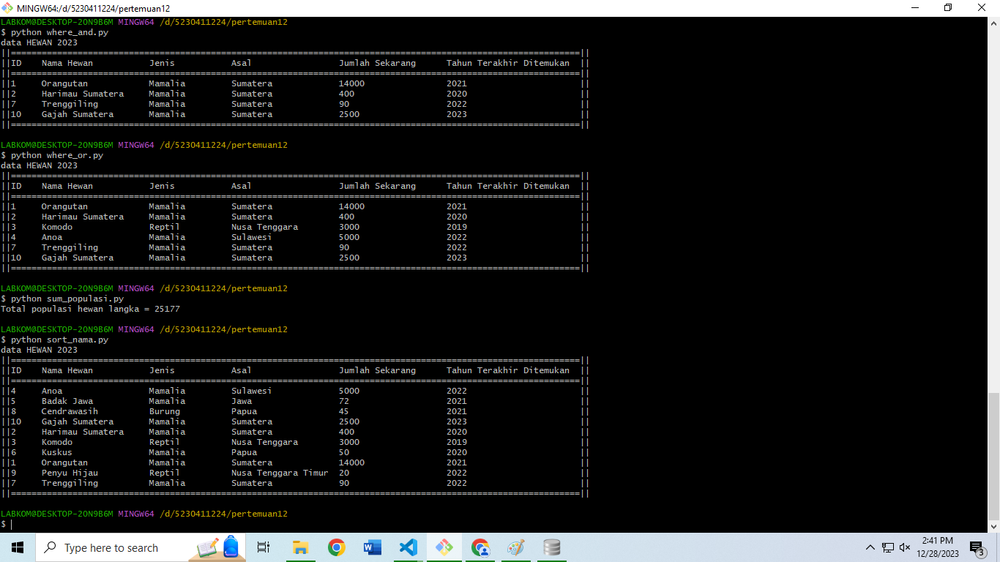 MINGW64:/d/5230411224/pertemuan12
LABKOM@DESKTOP-2ON9B6M MINGW64 /d/5230411224/pertemuan12
$ python where_and.py
data HEWAN 2023
||===============================================================================================================||
||ID    Nama Hewan           Jenis           Asal                 Jumlah Sekarang      Tahun Terakhir Ditemukan  ||
||===============================================================================================================||
||1     Orangutan            Mamalia         Sumatera             14000                2021                      ||
||2     Harimau Sumatera     Mamalia         Sumatera             400                  2020                      ||
||7     Trenggiling          Mamalia         Sumatera             90                   2022                      ||
||10    Gajah Sumatera       Mamalia         Sumatera             2500                 2023                      ||
||===============================================================================================================||
LABKOM@DESKTOP-2ON9B6M MINGW64 /d/5230411224/pertemuan12
$ python where_or.py
data HEWAN 2023
||===============================================================================================================||
||ID    Nama Hewan           Jenis           Asal                 Jumlah Sekarang      Tahun Terakhir Ditemukan  ||
||===============================================================================================================||
||1     Orangutan            Mamalia         Sumatera             14000                2021                      ||
||2     Harimau Sumatera     Mamalia         Sumatera             400                  2020                      ||
||3     Komodo               Reptil          Nusa Tenggara        3000                 2019                      ||
||4     Anoa                 Mamalia         Sulawesi             5000                 2022                      ||
||7     Trenggiling          Mamalia         Sumatera             90                   2022                      ||
||10    Gajah Sumatera       Mamalia         Sumatera             2500                 2023                      ||
||===============================================================================================================||
LABKOM@DESKTOP-2ON9B6M MINGW64 /d/5230411224/pertemuan12
$ python sum_populasi.py
Total populasi hewan langka = 25177
LABKOM@DESKTOP-2ON9B6M MINGW64 /d/5230411224/pertemuan12
$ python sort_nama.py
data HEWAN 2023
||===============================================================================================================||
||ID    Nama Hewan           Jenis           Asal                 Jumlah Sekarang      Tahun Terakhir Ditemukan  ||
||===============================================================================================================||
||4     Anoa                 Mamalia         Sulawesi             5000                 2022                      ||
||5     Badak Jawa           Mamalia         Jawa                 72                   2021                      ||
||8     Cendrawasih          Burung          Papua                45                   2021                      ||
||10    Gajah Sumatera       Mamalia         Sumatera             2500                 2023                      ||
||2     Harimau Sumatera     Mamalia         Sumatera             400                  2020                      ||
||3     Komodo               Reptil          Nusa Tenggara        3000                 2019                      ||
||6     Kuskus               Mamalia         Papua                50                   2020                      ||
||1     Orangutan            Mamalia         Sumatera             14000                2021                      ||
||9     Penyu Hijau          Reptil          Nusa Tenggara Timur  20                   2022                      ||
||7     Trenggiling          Mamalia         Sumatera             90                   2022                      ||
||===============================================================================================================||
LABKOM@DESKTOP-2ON9B6M MINGW64 /d/5230411224/pertemuan12
$
Type here to search
2:41 PM
12/28/2023
3